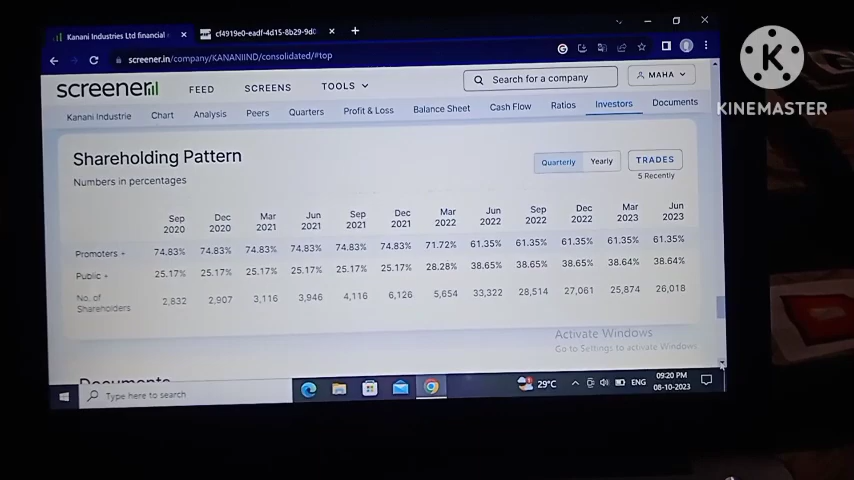 Kanani Industries Ltd financial
cf4919e0-eadf-4d15-8b29-9d0
screener.in/company/KANANIIND/consolidated/#top
K
KINEMASTER
screener
FEED
SCREENS
TOOLS
Search for a company
MAHA
Kanani Industrie
Chart
Analysis
Peers
Quarters
Profit & Loss
Balance Sheet
Cash Flow
Ratios
Investors
Documents
Shareholding Pattern
Numbers in percentages
Quarterly
Yearly
TRADES
5 Recently
Sep 2020 Dec 2020 Mar 2021 Jun 2021 Sep 2021 Dec 2021 Mar 2022 Jun 2022 Sep 2022 Dec 2022 Mar 2023 Jun 2023
Promoters + 74.83% 74.83% 74.83% 74.83% 74.83% 74.83% 71.72% 61.35% 61.35% 61.35% 61.35% 61.35%
Public + 25.17% 25.17% 25.17% 25.17% 25.17% 25.17% 28.28% 38.65% 38.65% 38.65% 38.64% 38.64%
No. of Shareholders 2,832 2,907 3,116 3,946 4,116 6,126 5,654 33,322 28,514 27,061 25,874 26,018
Activate Windows
Go to Settings to activate Windows.
Documents
Type here to search
29°C
ENG
09:20 PM
08-10-2023